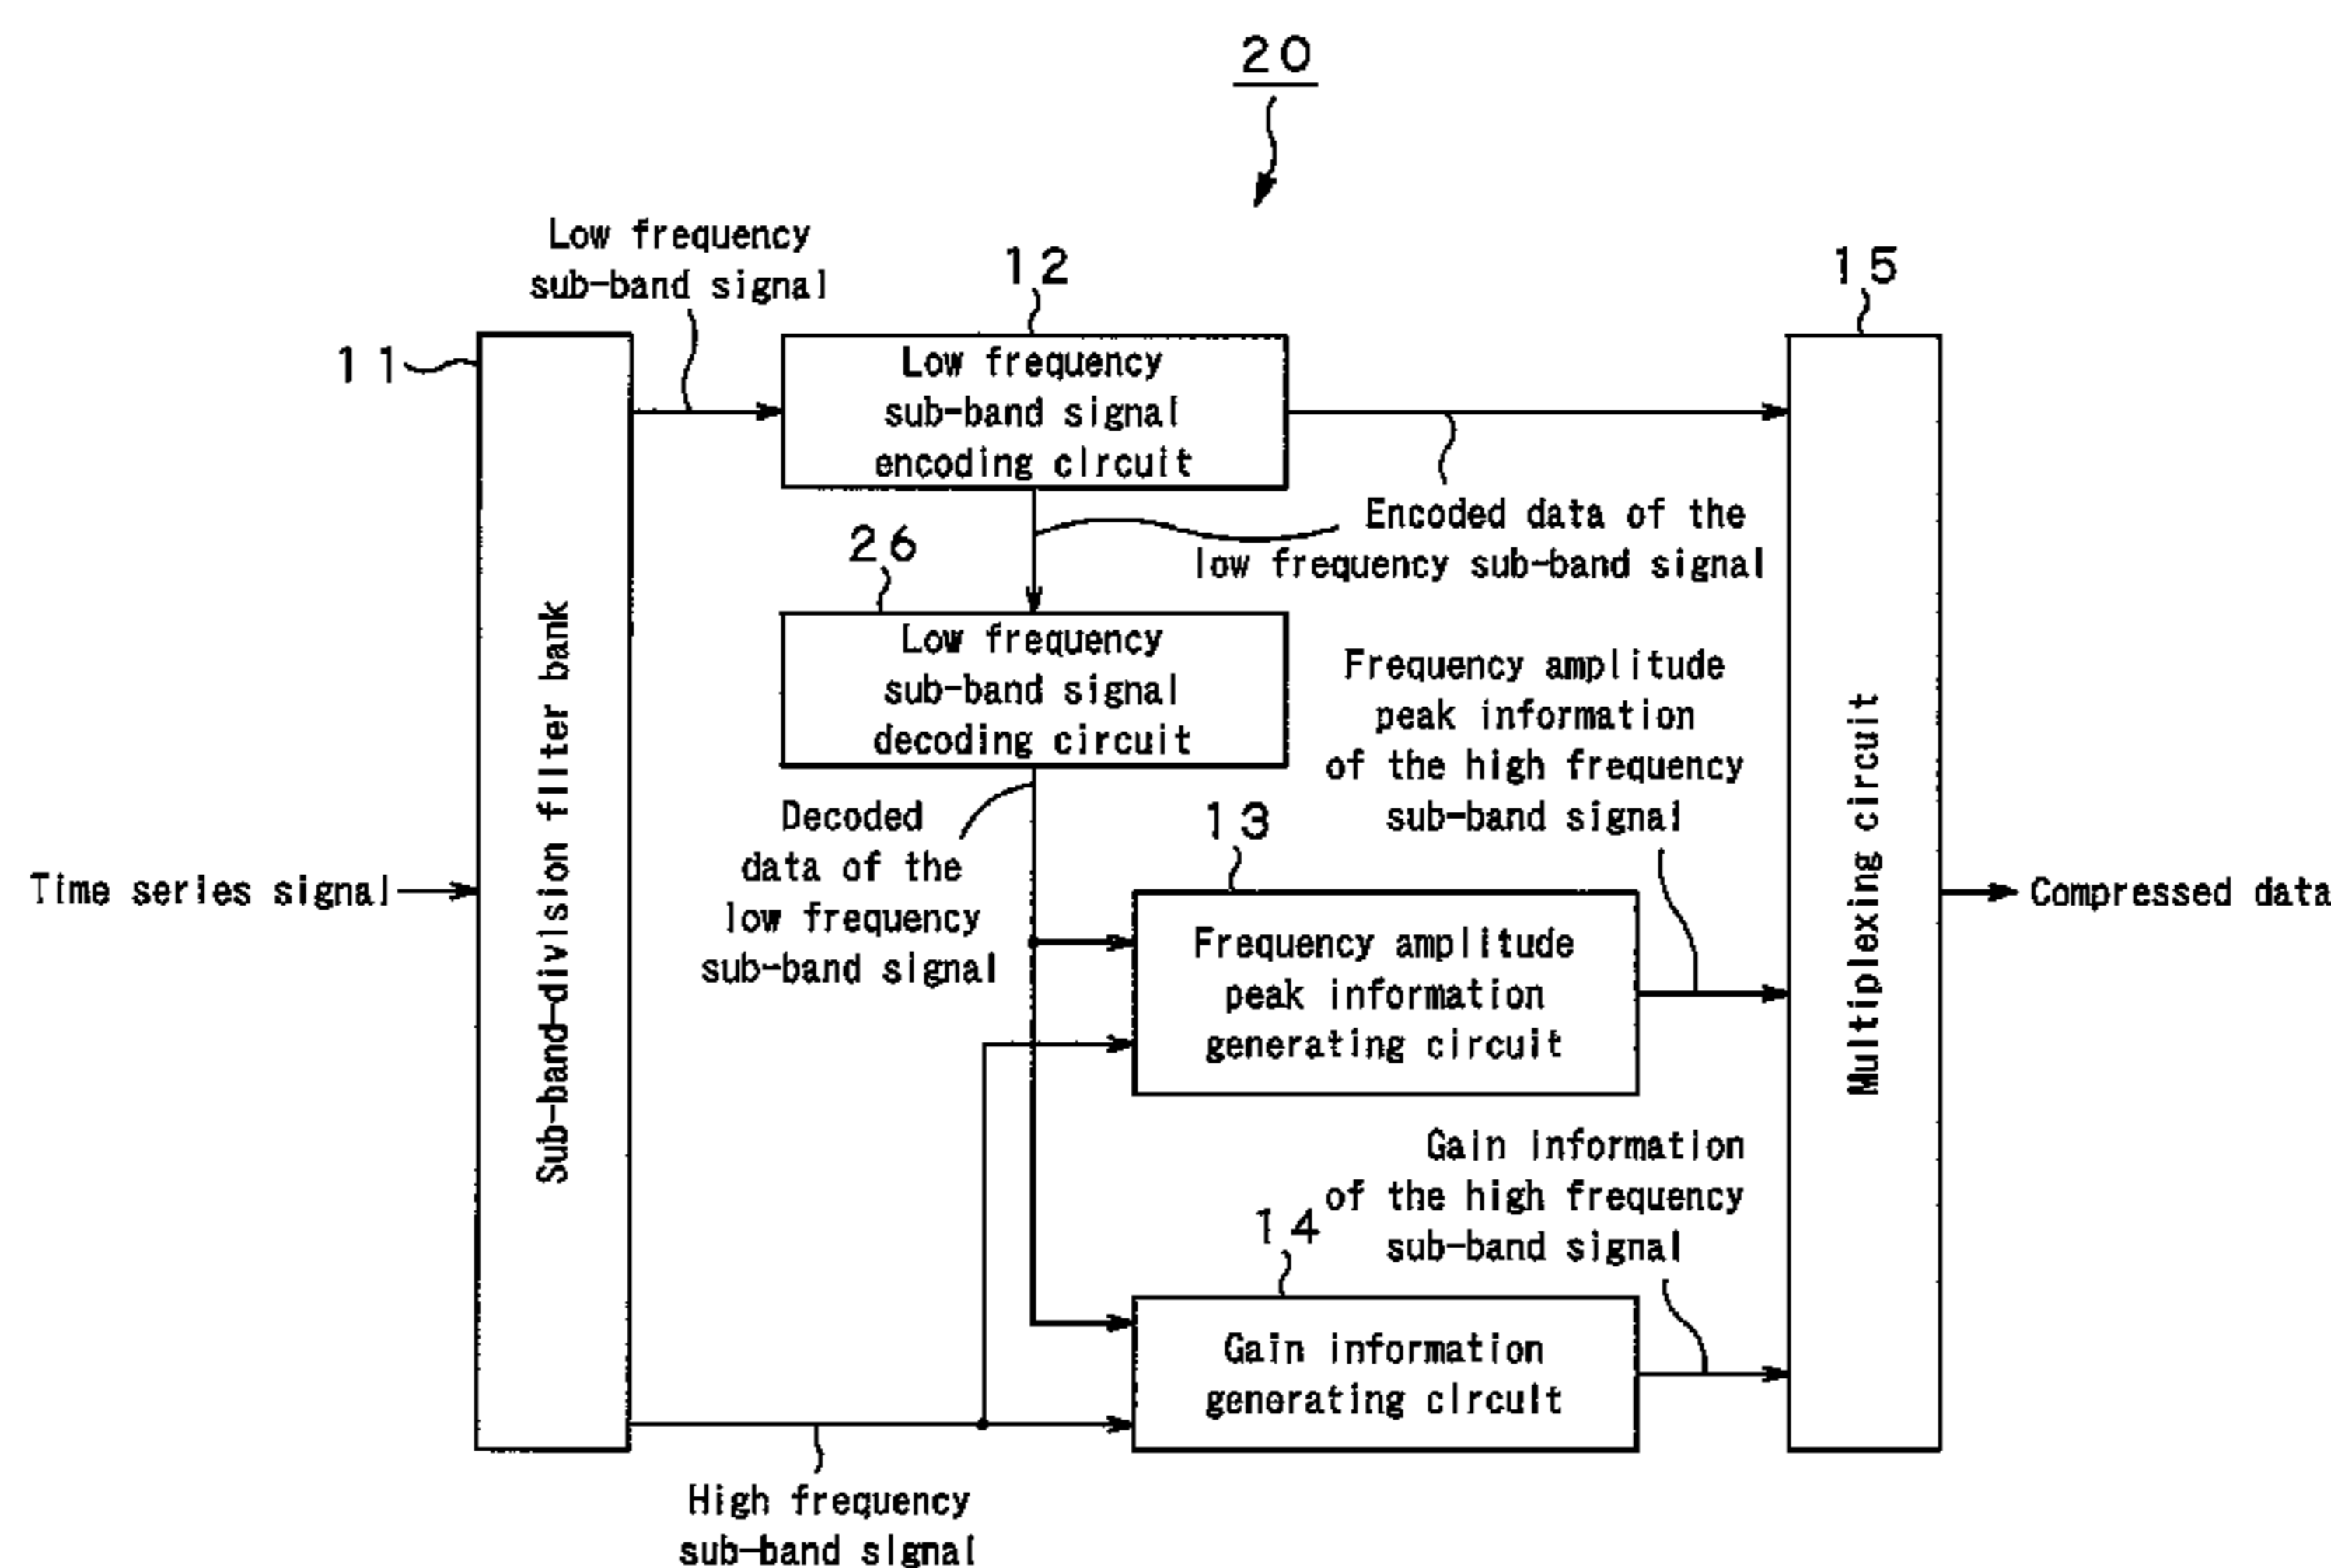 20
Low frequency
sub-band signal
12
15
11
Low frequency
sub-band signal
encoding circuit
Encoded data of the
low frequency sub-band signal
26
Low frequency
sub-band signal
decoding circuit
Frequency amplitude
peak information
of the high frequency
sub-band signal
Sub-band-division filter bank
Multiplexing circuit
Decoded
data of the
low frequency
sub-band signal
13
Time series signal
Compressed data
Frequency amplitude
peak information
generating circuit
Gain information
of the high frequency
sub-band signal
14
Gain information
generating circuit
High frequency
sub-band signal